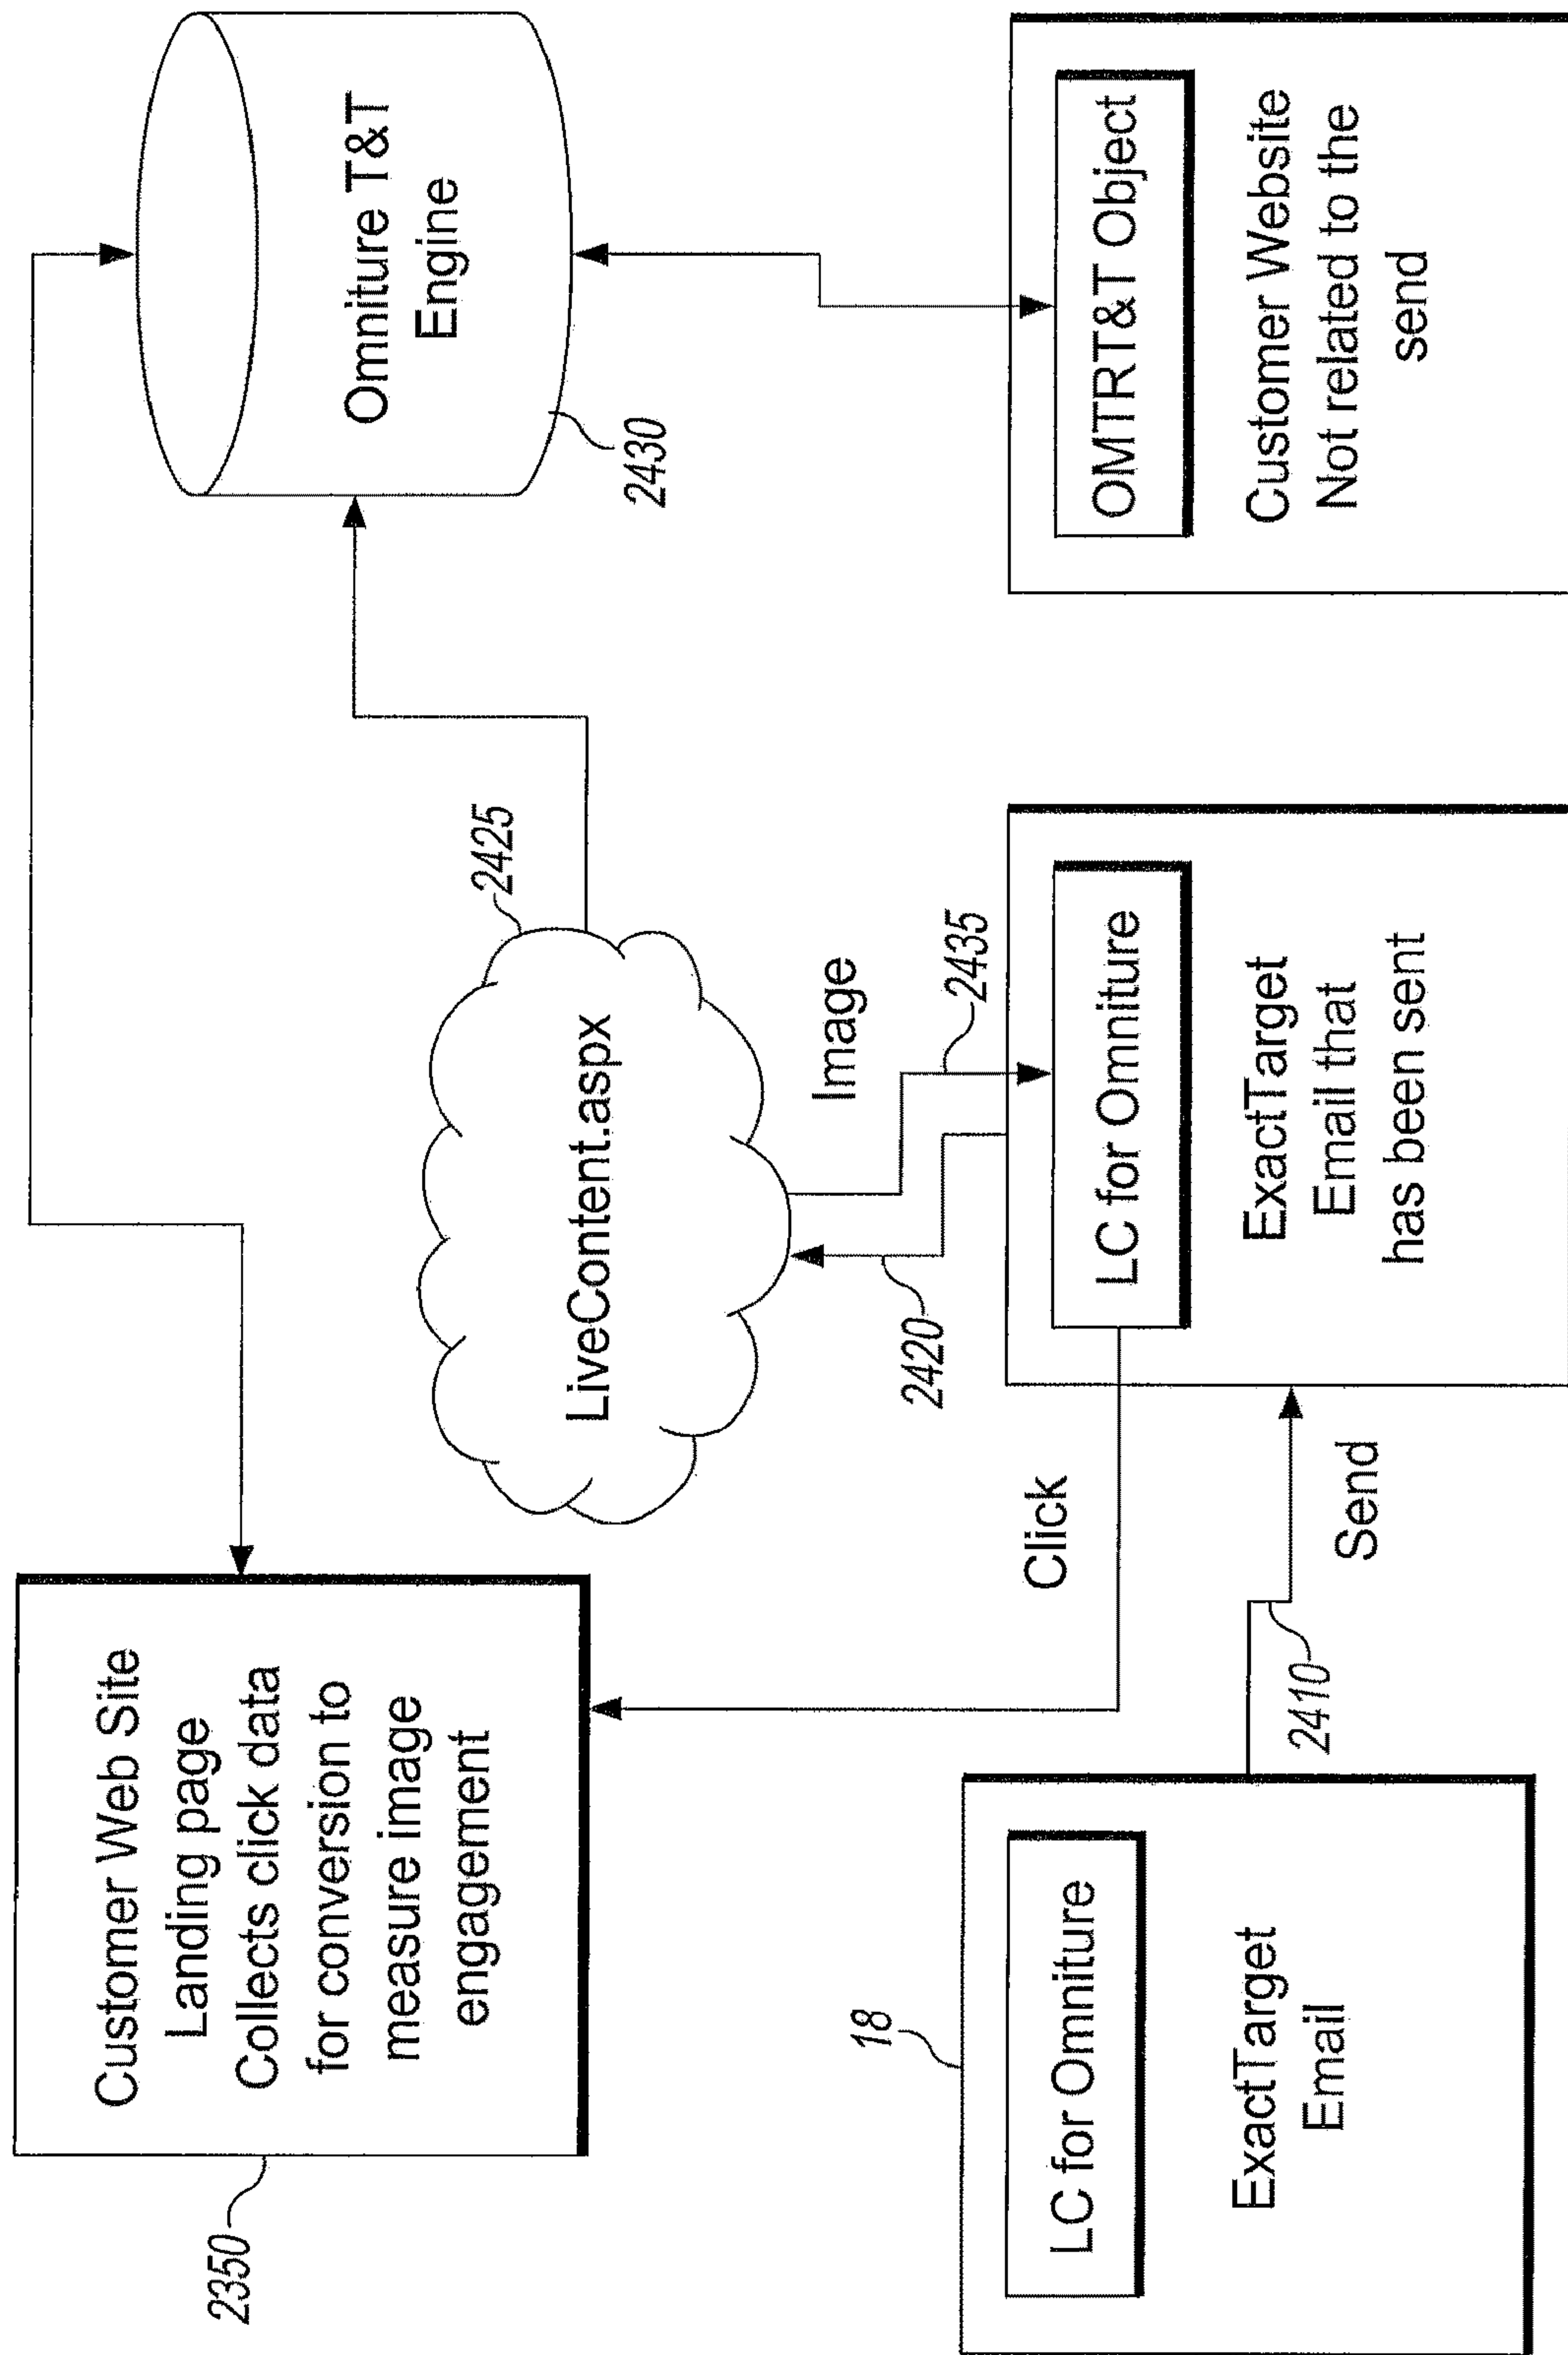 Customer Web Site
Landing page
Collects click data
for conversion to
measure image
engagement
2350
Omniture T&T
Engine
2430
LiveContent.aspx
2425
Image
2435
2420
Click
18
LC for Omniture
ExactTarget
Email
2410
Send
LC for Omniture
ExactTarget
Email that
has been sent
OMTRT&T Object
Customer Website
Not related to the
send